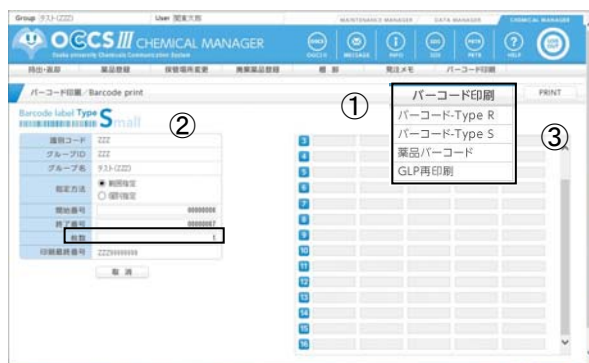 Group クスト(ZZZ) User 関東大郎
MAINTENANCE MANAGER DATA MANAGER CHEMICAL MANAGER
OCCS III CHEMICAL MANAGER
Osaka university Chemicals Communication System
MESSAGE INFO SDS PRTR HELP LOG OUT
持出・返却 薬品登録 保管場所変更 廃棄薬品登録 棚卸 発注メモ バーコード印刷
バーコード印刷/Barcode print
PRINT
①
バーコード印刷
バーコード-Type R
バーコード-Type S
薬品バーコード
GLP再印刷
③
Barcode label Type Small
②
識別コード ZZZ
グループID ZZZ
グループ名 (ZZZ)
指定方法 範囲指定
個別指定
開始番号 00000000
終了番号 00000007
枚数 1
印刷最終番号 ZZZ00000000
取消
3
4
5
6
7
8
9
10
11
12
13
14
15
16